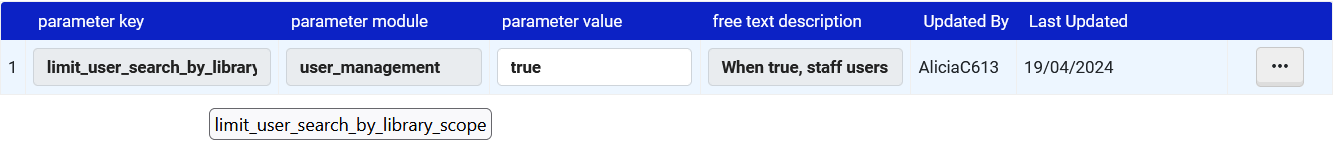 parameter key parameter module parameter value free text description Updated By Last Updated
1 limit_user_search_by_library user_management true When true, staff users AliciaC613 19/04/2024 ...
limit_user_search_by_library_scope